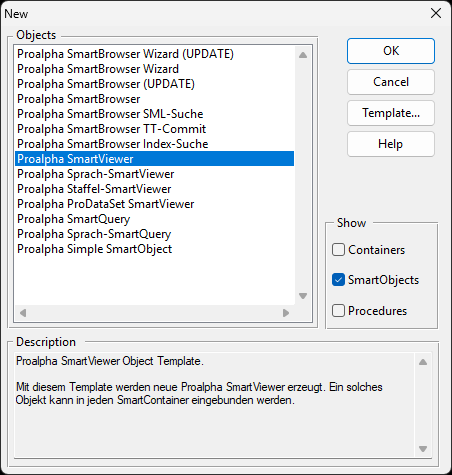 New
Objects
Proalpha SmartBrowser Wizard (UPDATE)
Proalpha SmartBrowser Wizard
Proalpha SmartBrowser (UPDATE)
Proalpha SmartBrowser
Proalpha SmartBrowser SML-Suche
Proalpha SmartBrowser TT-Commit
Proalpha SmartBrowser Index-Suche
Proalpha SmartViewer
Proalpha Sprach-SmartViewer
Proalpha Staffel-SmartViewer
Proalpha ProDataSet SmartViewer
Proalpha SmartQuery
Proalpha Sprach-SmartQuery
Proalpha Simple SmartObject
OK
Cancel
Template...
Help
Show
Containers
SmartObjects
Procedures
Description
Proalpha SmartViewer Object Template.
Mit diesem Template werden neue Proalpha SmartViewer erzeugt. Ein solches
Objekt kann in jeden SmartContainer eingebunden werden.